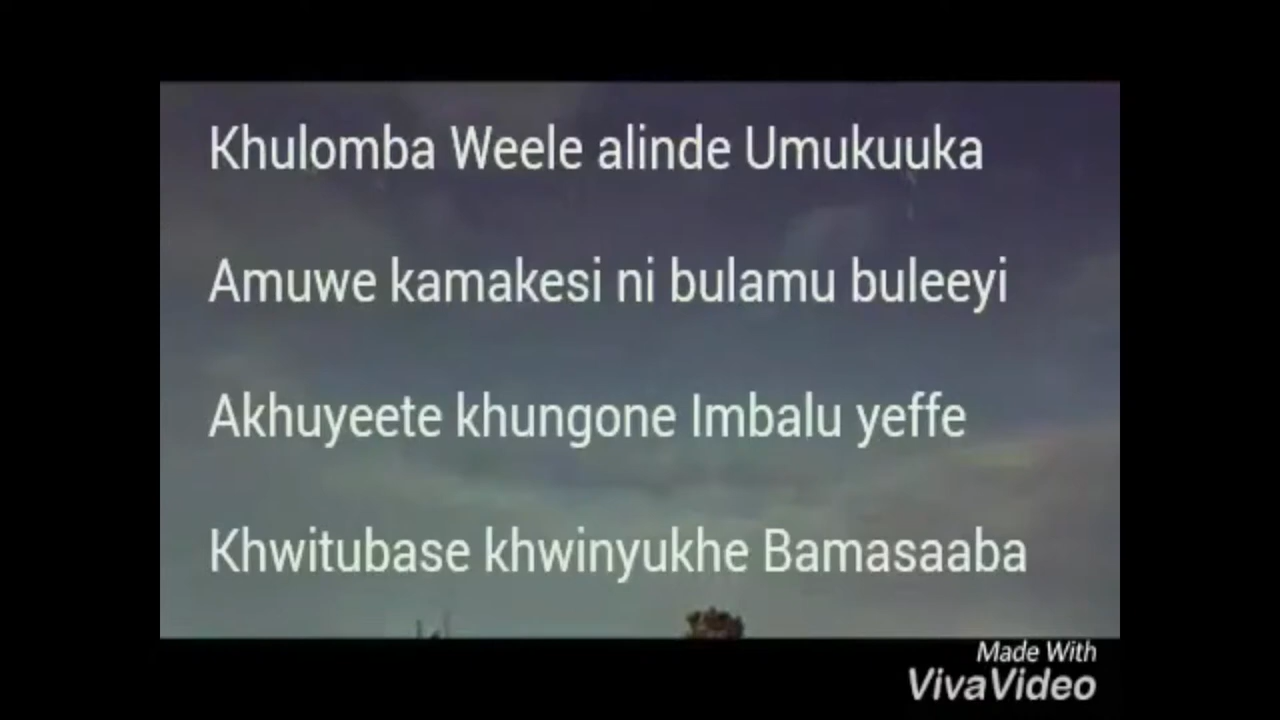 Khulomba Weele alinde Umukuuka
Amuwe kamakesi ni bulamu buleeyi
Akhuyeete khungone Imbalu yeffe
Khwitubase khwinyukhe Bamasaaba
Made With
VivaVideo